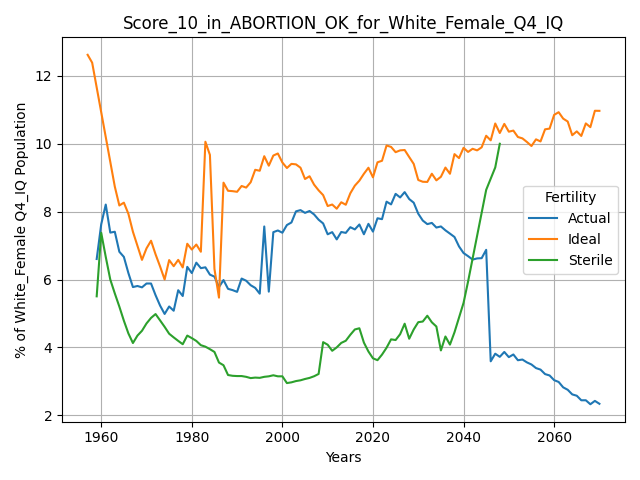 Score_10_in_ABORTION_OK_for_White_Female_Q4_IQ
% of White_Female Q4_IQ Population
12
10
8
6
4
2
Fertility
Actual
Ideal
Sterile
1960 1980 2000 2020 2040 2060
Years